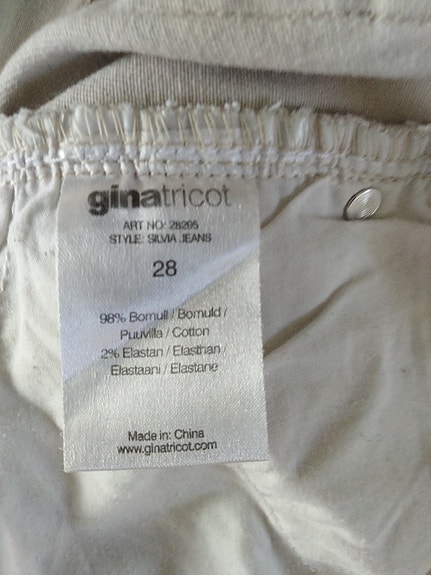 ginatricot
ART NO: 28295
STYLE: SILVIA JEANS
28
98% Bomull / Bomuld /
Puuvilla / Cotton
2% Elastan / Elasthan /
Elastaani / Elastane
Made in: China
www.ginatricot.com